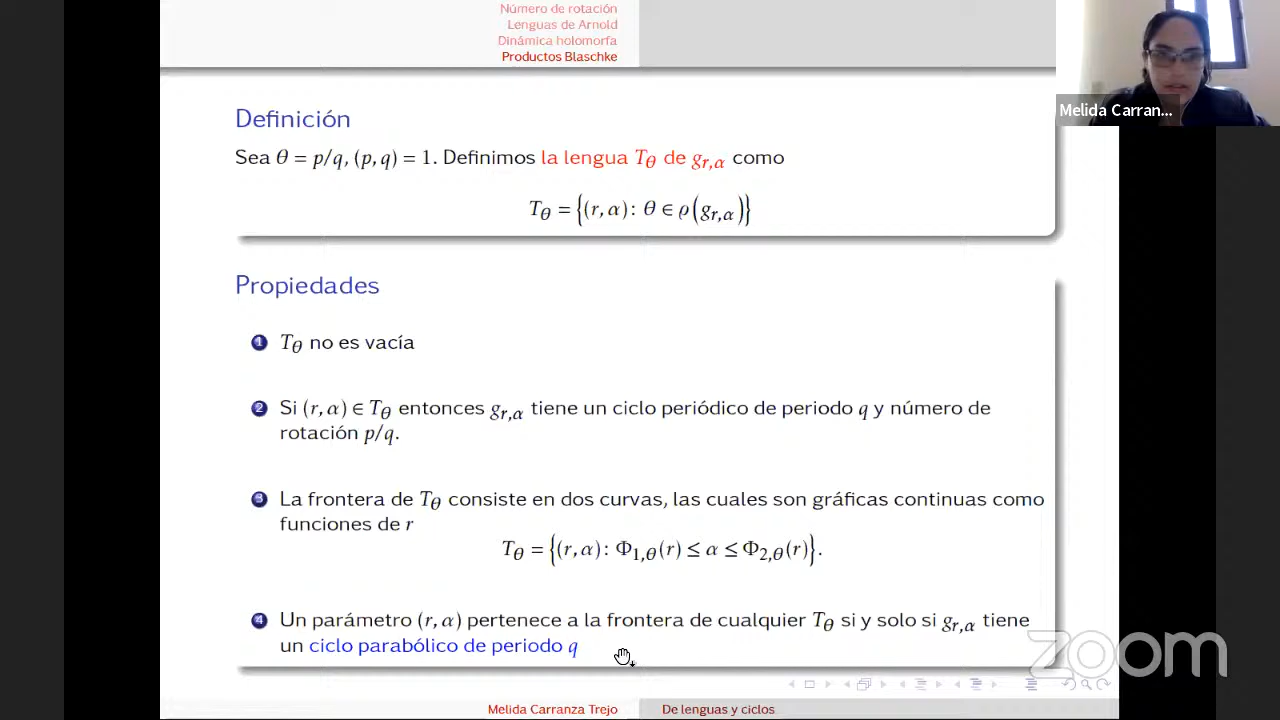 Número de rotación
Lenguas de Arnold
Dinámica holomorfa
Productos Blaschke
Melida Carran...
Definición
Sea θ = p/q, (p, q) = 1. Definimos la lengua T_θ de g_{r,α} como
T_θ = {(r, α): θ ∈ ρ(g_{r,α})}
Propiedades
1 T_θ no es vacía
2 Si (r, α) ∈ T_θ entonces g_{r,α} tiene un ciclo periódico de periodo q y número de
rotación p/q.
3 La frontera de T_θ consiste en dos curvas, las cuales son gráficas continuas como
funciones de r
T_θ = {(r, α): Φ_{1,θ}(r) ≤ α ≤ Φ_{2,θ}(r)}.
4 Un parámetro (r, α) pertenece a la frontera de cualquier T_θ si y solo si g_{r,α} tiene
un ciclo parabólico de periodo q
zoom
Melida Carranza Trejo De lenguas y ciclos